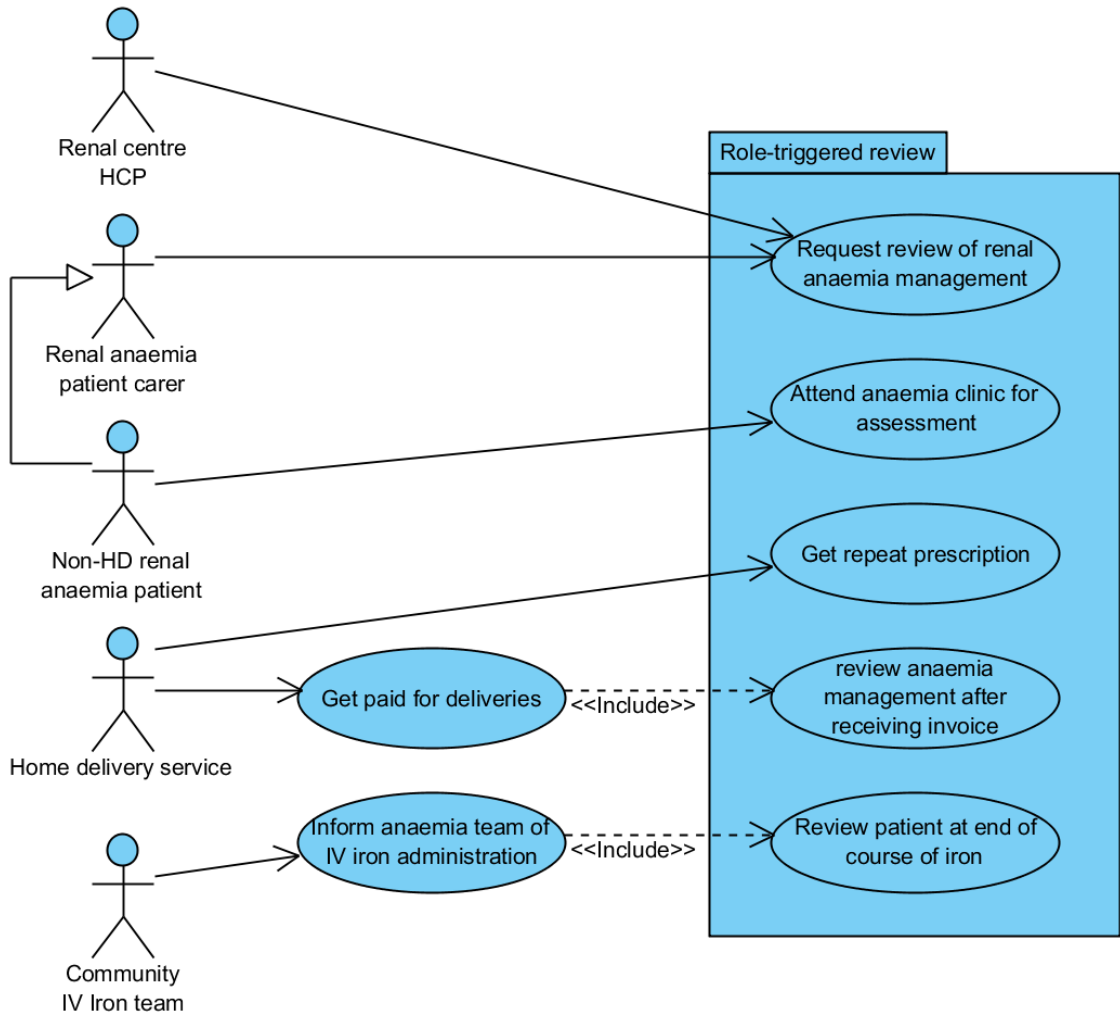 Renal centre
HCP
Role-triggered review
Request review of renal
anaemia management
Renal anaemia
patient carer
Attend anaemia clinic for
assessment
Non-HD renal
anaemia patient
Get repeat prescription
Home delivery service
Get paid for deliveries
<<Include>>
review anaemia
management after
receiving invoice
Inform anaemia team of
IV iron administration
<<Include>>
Review patient at end of
course of iron
Community
IV Iron team